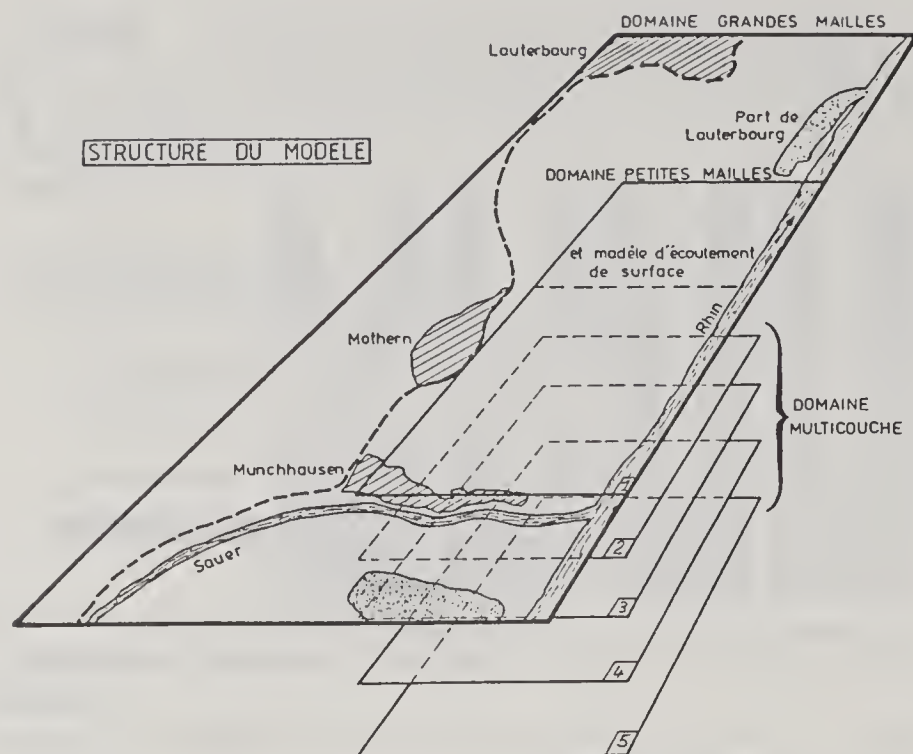 DOMAINE GRANDES MAILLES
Lauterbourg
Port de
Lauterbourg
STRUCTURE DU MODELE
DOMAINE PETITES MAILLES
et modèle d'écoutement
de surface
Rhin
Mothern
DOMAINE
MULTICOUCHE
Munchhausen
1
2
Sauer
3
4
5